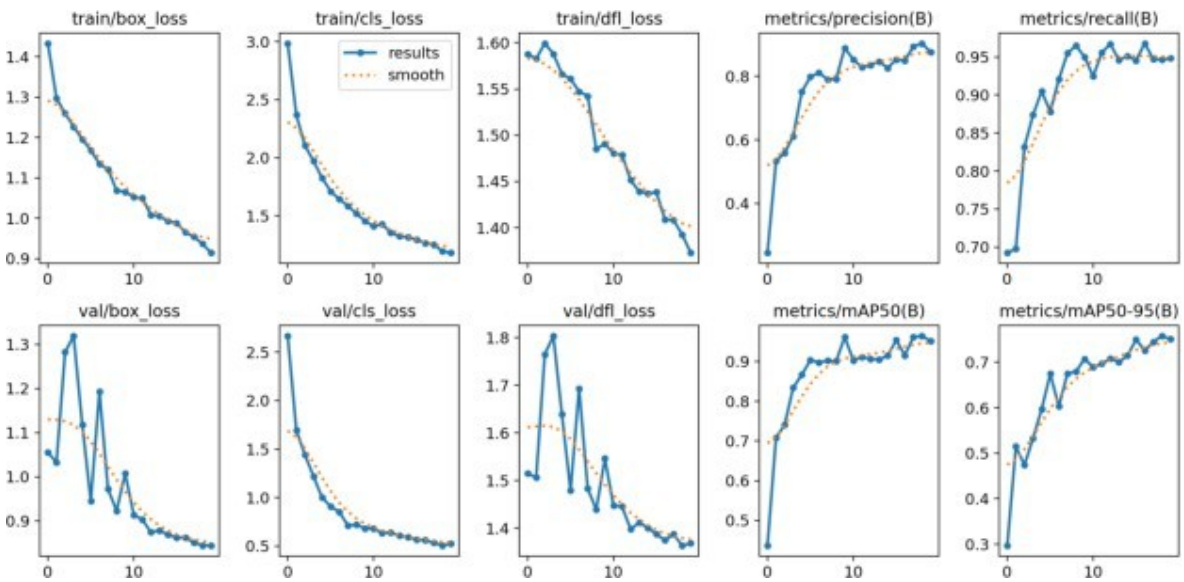 train/box_loss train/cls_loss train/dfl_loss metrics/precision(B) metrics/recall(B)
1.4 1.3 1.2 1.1 1.0 0.9
3.0 2.5 2.0 1.5
results
smooth
1.60 1.55 1.50 1.45 1.40
0.8 0.6 0.4
0.95 0.90 0.85 0.80 0.75 0.70
0 10 0 10 0 10 0 10 0 10
val/box_loss val/cls_loss val/dfl_loss metrics/mAP50(B) metrics/mAP50-95(B)
1.3 1.2 1.1 1.0 0.9
2.5 2.0 1.5 1.0 0.5
1.8 1.7 1.6 1.5 1.4
0.9 0.8 0.7 0.6 0.5
0.7 0.6 0.5 0.4 0.3
0 10 0 10 0 10 0 10 0 10